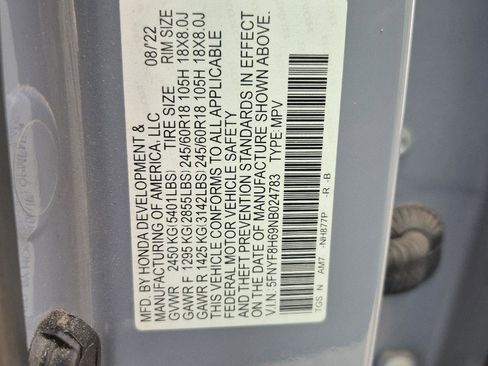 MFD. BY HONDA DEVELOPMENT & 08/'22
MANUFACTURING OF AMERICA, LLC
GVWR 2450 KG(5401LBS) TIRE SIZE RIM SIZE
GAWR F 1295 KG(2855LBS) 245/60R18 105H 18X8.0J
GAWR R 1425 KG(3142LBS) 245/60R18 105H 18X8.0J
THIS VEHICLE CONFORMS TO ALL APPLICABLE
FEDERAL MOTOR VEHICLE SAFETY
AND THEFT PREVENTION STANDARDS IN EFFECT
ON THE DATE OF MANUFACTURE SHOWN ABOVE.
V.I.N.: 5FNYF8H69NB024783 TYPE: MPV
TGS N AM7 -NH877P -R -B